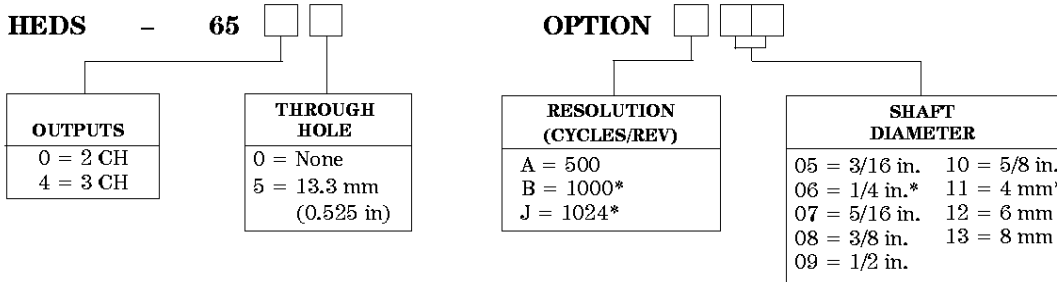 HEDS – 65 OPTION
OUTPUTS
0 = 2 CH
4 = 3 CH
THROUGH
HOLE
0 = None
5 = 13.3 mm
(0.525 in)
RESOLUTION
(CYCLES/REV)
A = 500
B = 1000*
J = 1024*
SHAFT
DIAMETER
05 = 3/16 in. 10 = 5/8 in.
06 = 1/4 in.* 11 = 4 mm*
07 = 5/16 in. 12 = 6 mm
08 = 3/8 in. 13 = 8 mm
09 = 1/2 in.